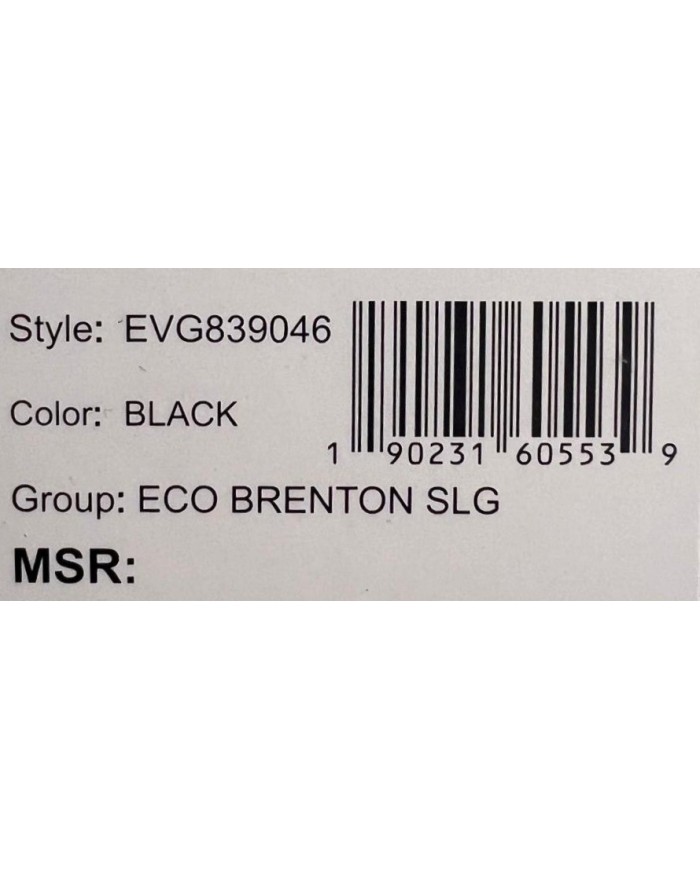 Style: EVG839046
Color: BLACK
1 90231 60553 9
Group: ECO BRENTON SLG
MSR: